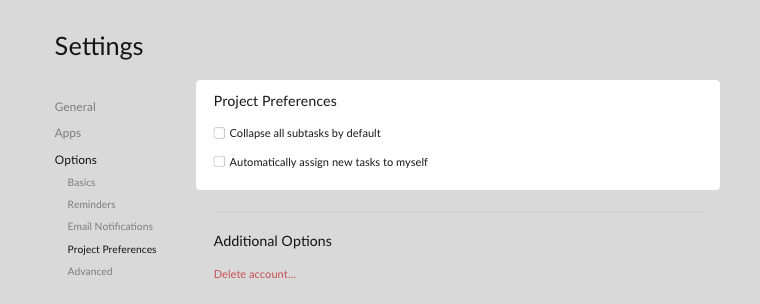 Settings
General
Apps
Options
Basics
Reminders
Email Notifications
Project Preferences
Advanced
Project Preferences
Collapse all subtasks by default
Automatically assign new tasks to myself
Additional Options
Delete account...